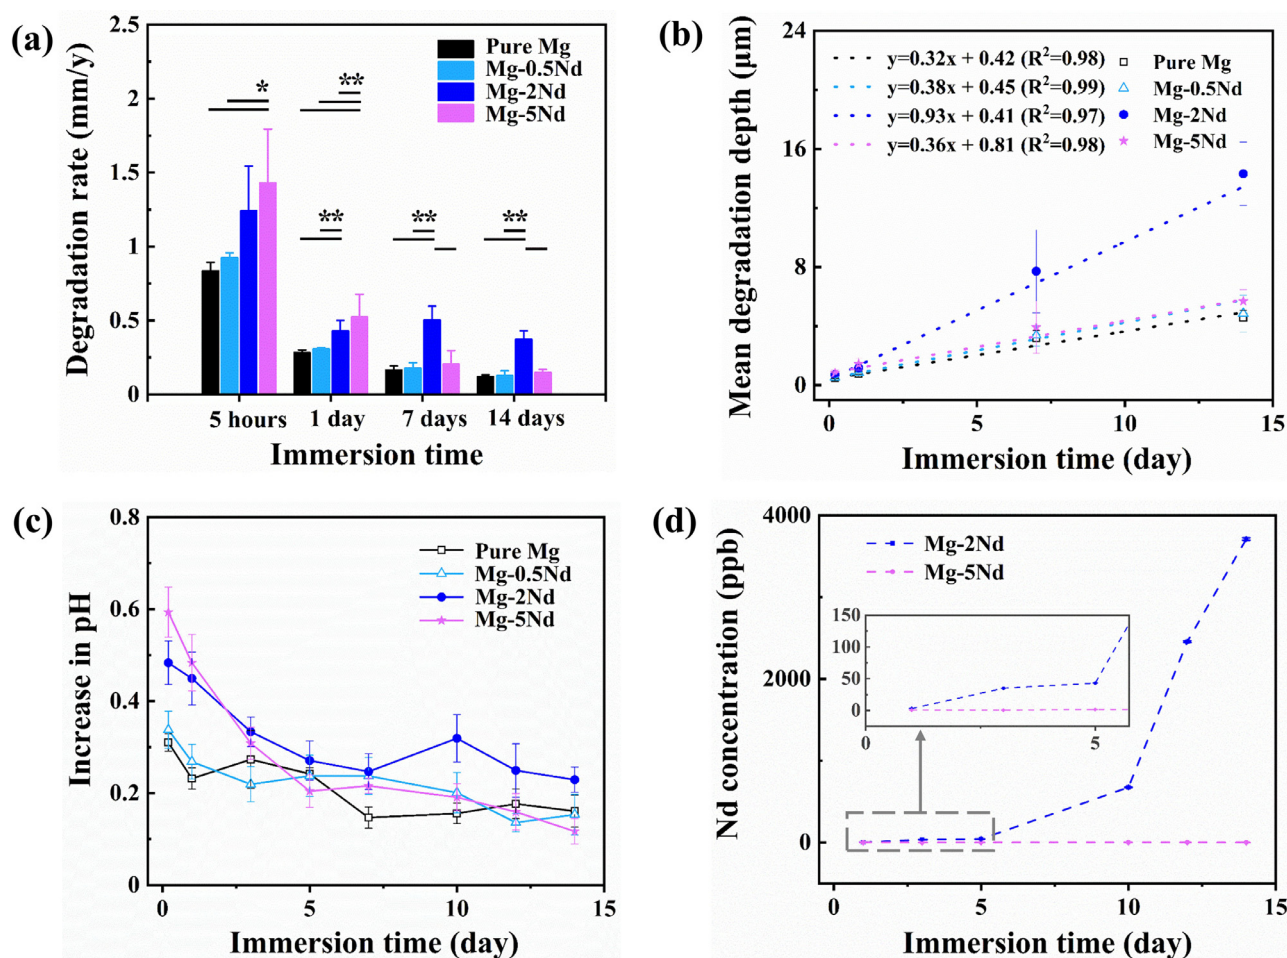 (a)
Degradation rate (mm/y)
2.5
2
1.5
1
0.5
0
Pure Mg
Mg-0.5Nd
Mg-2Nd
Mg-5Nd
*
**
**
**
**
5 hours 1 day 7 days 14 days
Immersion time
(b)
Mean degradation depth (μm)
24
16
8
0
y=0.32x + 0.42 (R²=0.98)
y=0.38x + 0.45 (R²=0.99)
y=0.93x + 0.41 (R²=0.97)
y=0.36x + 0.81 (R²=0.98)
Pure Mg
Mg-0.5Nd
Mg-2Nd
Mg-5Nd
0 5 10 15
Immersion time (day)
(c)
Increase in pH
0.8
0.6
0.4
0.2
0
Pure Mg
Mg-0.5Nd
Mg-2Nd
Mg-5Nd
0 5 10 15
Immersion time (day)
(d)
Nd concentration (ppb)
4000
2000
0
Mg-2Nd
Mg-5Nd
150
100
50
0
0 5
0 5 10 15
Immersion time (day)